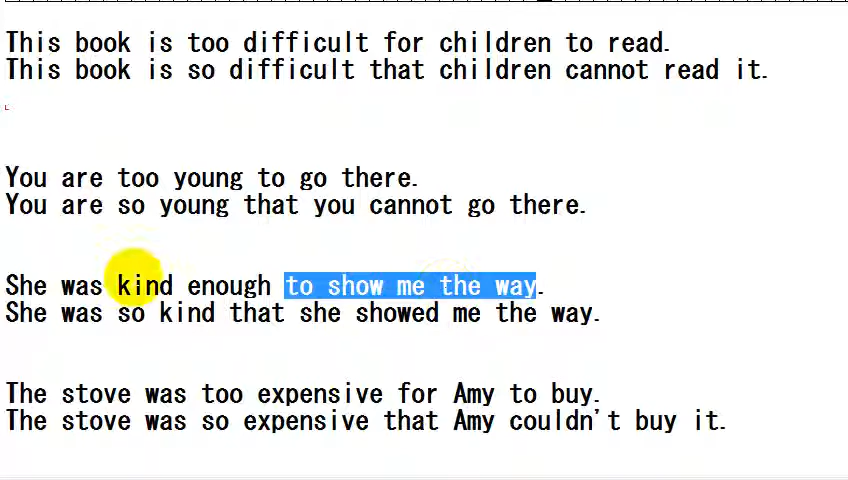 This book is too difficult for children to read.
This book is so difficult that children cannot read it.
You are too young to go there.
You are so young that you cannot go there.
She was kind enough to show me the way.
She was so kind that she showed me the way.
The stove was too expensive for Amy to buy.
The stove was so expensive that Amy couldn't buy it.